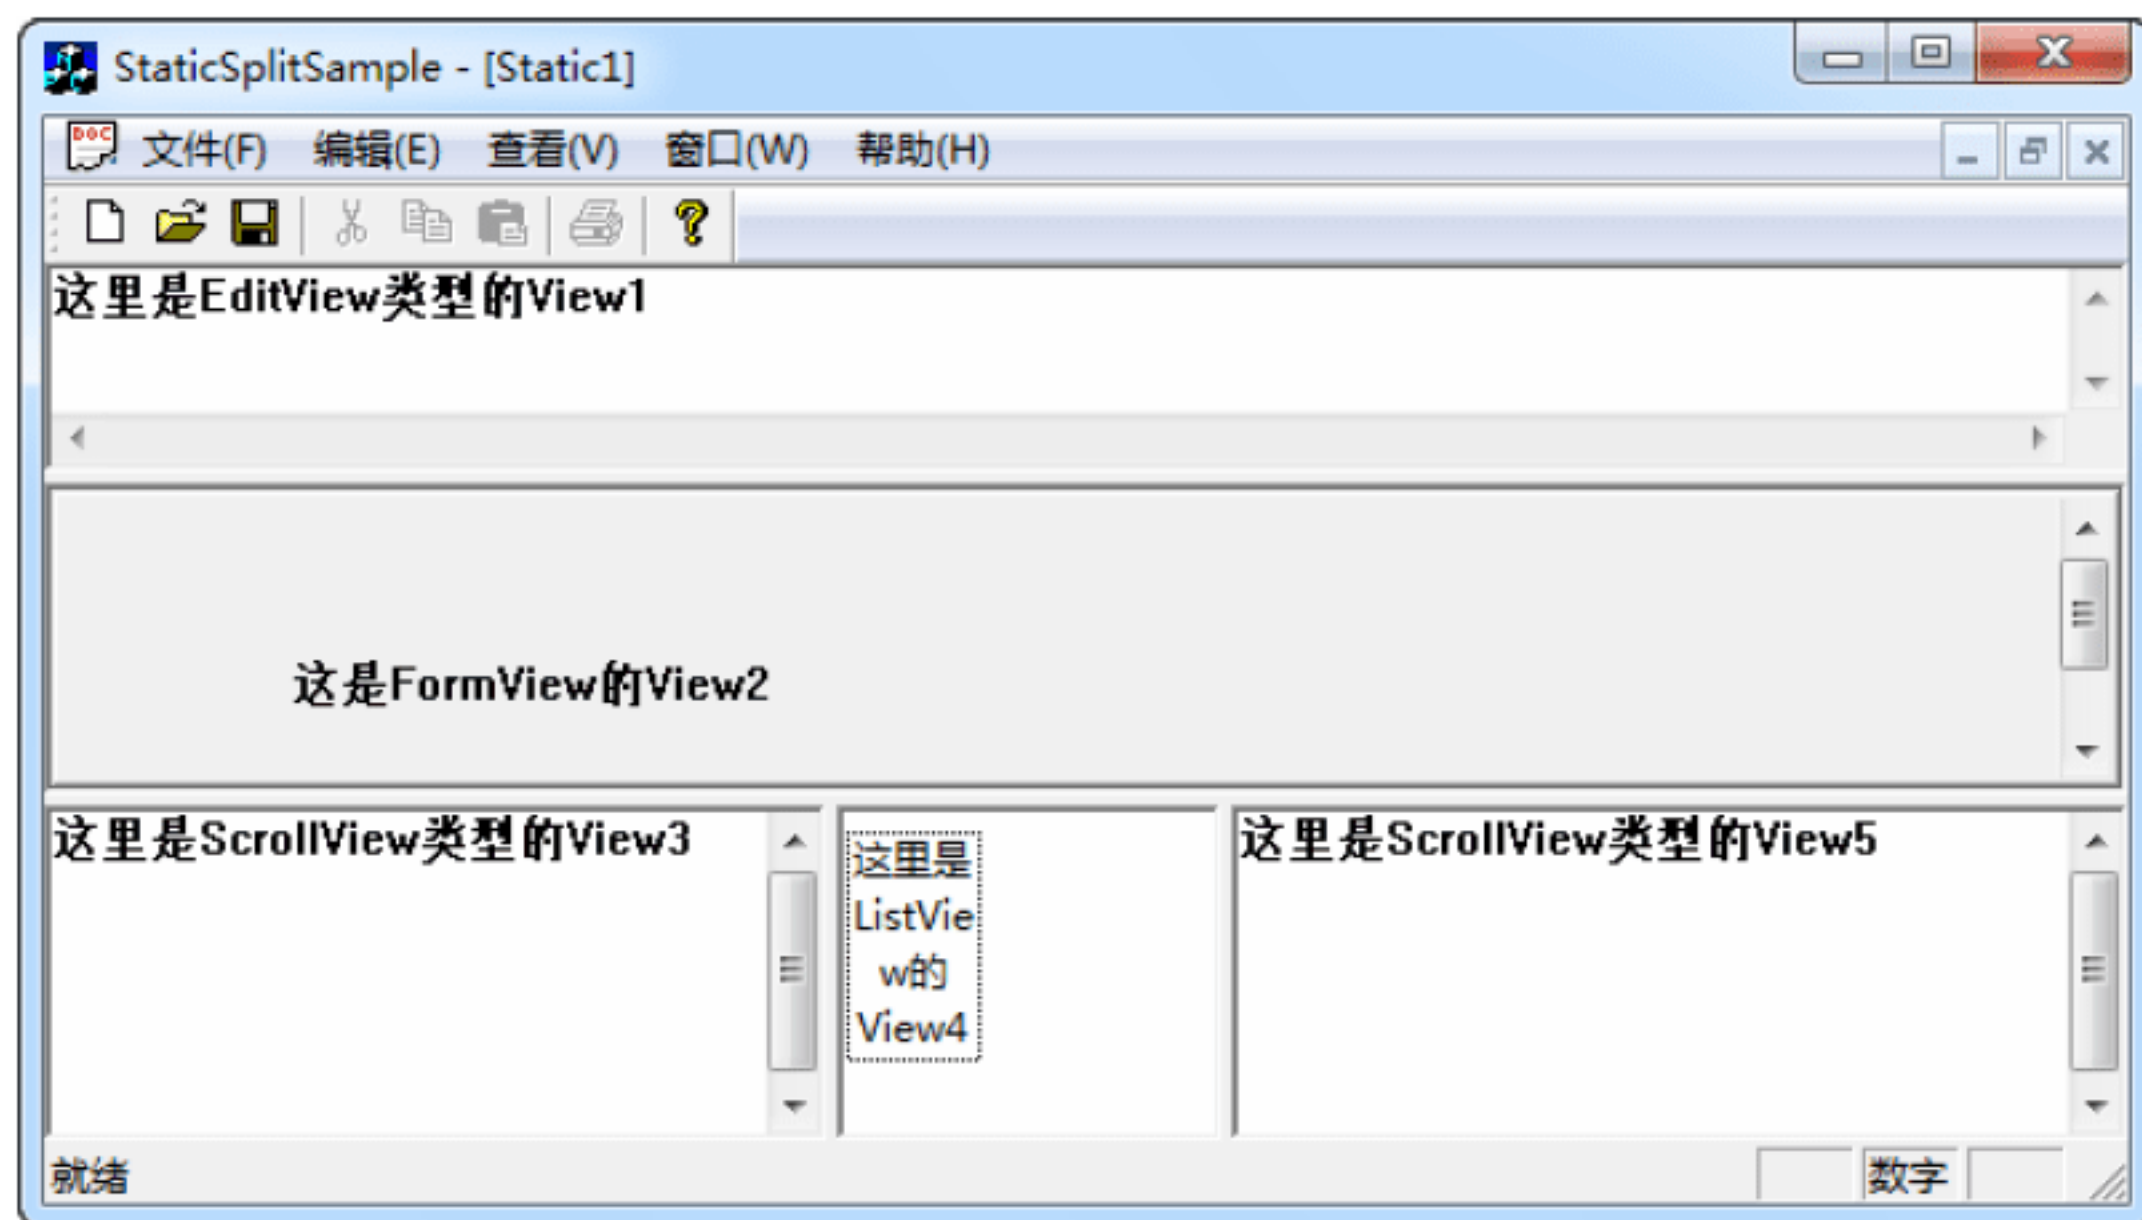 StaticSplitSample - [Static1]
DOC 文件(F) 编辑(E) 查看(V) 窗口(W) 帮助(H)
这里是EditView类型的View1
这是FormView的View2
这里是ScrollView类型的View3
这里是
ListVie
w的
View4
这里是ScrollView类型的View5
就绪 数字